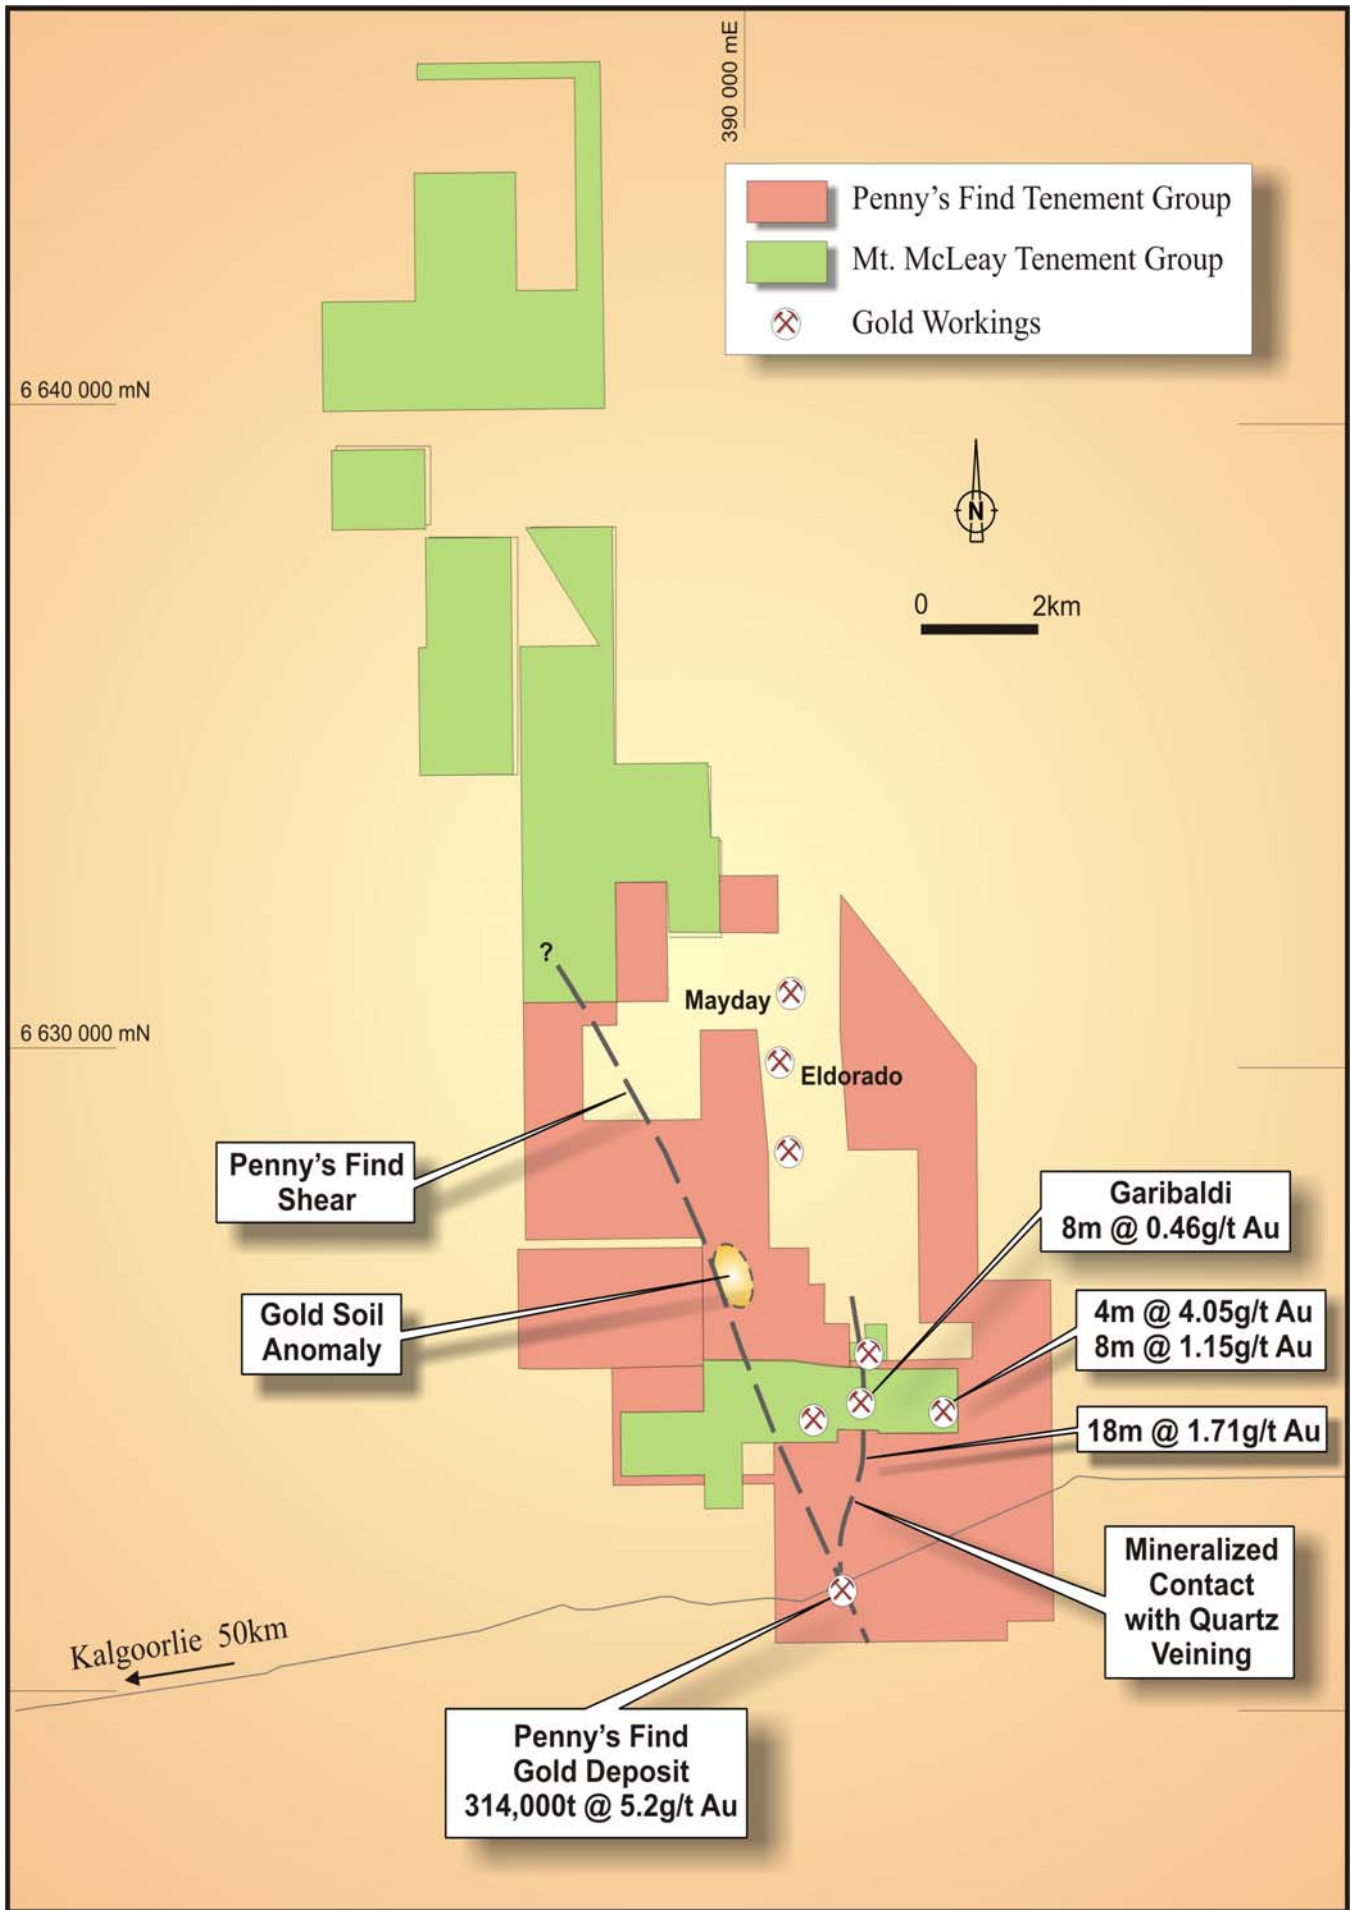 390 000 mE
Penny's Find Tenement Group
Mt. McLeay Tenement Group
Gold Workings
6 640 000 mN
N
0 2km
?
Mayday
6 630 000 mN
Eldorado
Penny's Find
Shear
Garibaldi
8m @ 0.46g/t Au
Gold Soil
Anomaly
4m @ 4.05g/t Au
8m @ 1.15g/t Au
18m @ 1.71g/t Au
Mineralized
Contact
with Quartz
Veining
Kalgoorlie 50km
Penny's Find
Gold Deposit
314,000t @ 5.2g/t Au